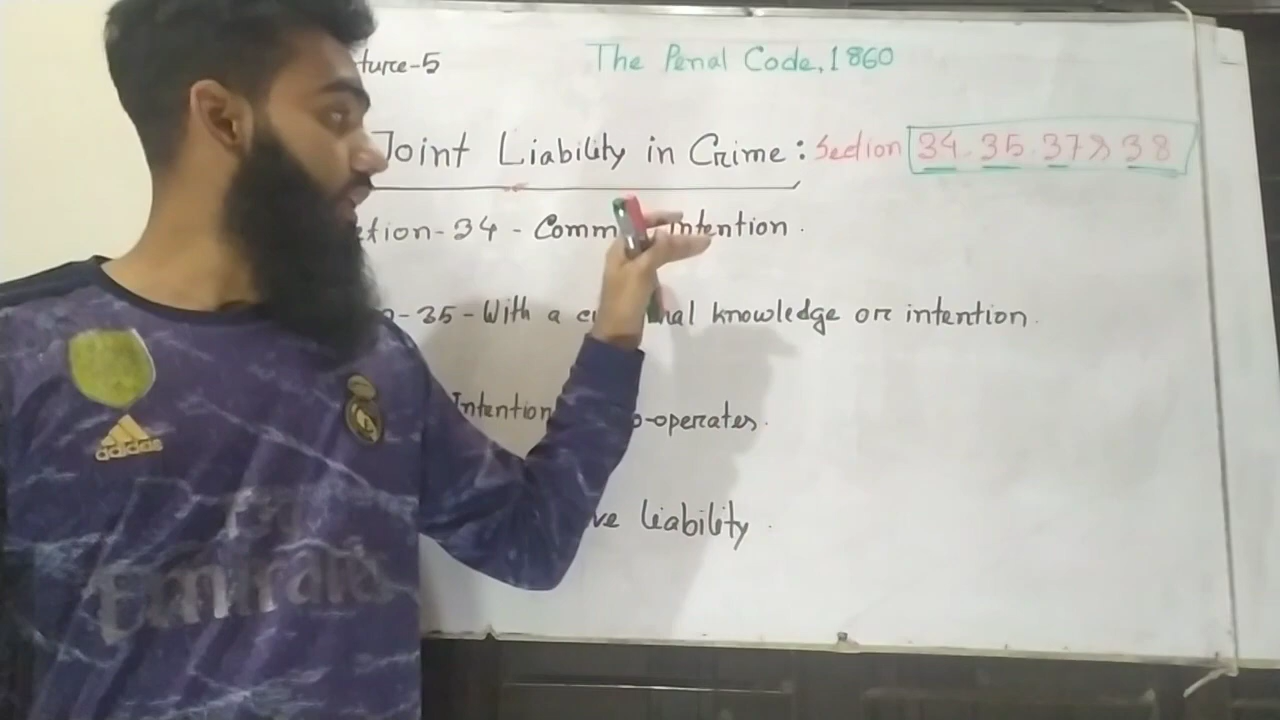 ture-5 The Penal Code, 1860
Joint Liability in Crime: Section 34. 35. 37 & 38
tion-34 - Comm intention.
-35-With a al knowledge or intention.
Intention o-operates.
ve liability.
adidas
Emirates